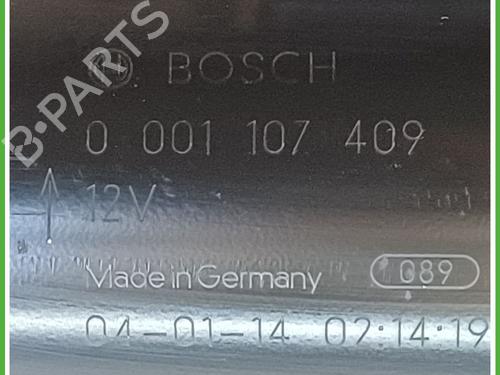 B-PARTS
BOSCH
0 001 107 409
12V
Made in Germany 089
04-01-14 02:14:19